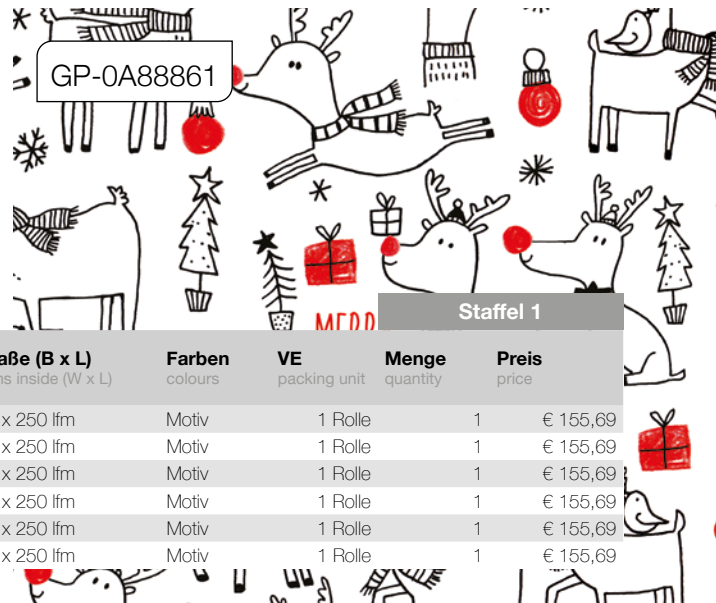 GP-0A88861
MERR
Staffel 1
aße (B x L) Farben VE Menge Preis
ns inside (W x L) colours packing unit quantity price
x 250 lfm Motiv 1 Rolle 1 € 155,69
x 250 lfm Motiv 1 Rolle 1 € 155,69
x 250 lfm Motiv 1 Rolle 1 € 155,69
x 250 lfm Motiv 1 Rolle 1 € 155,69
x 250 lfm Motiv 1 Rolle 1 € 155,69
x 250 lfm Motiv 1 Rolle 1 € 155,69